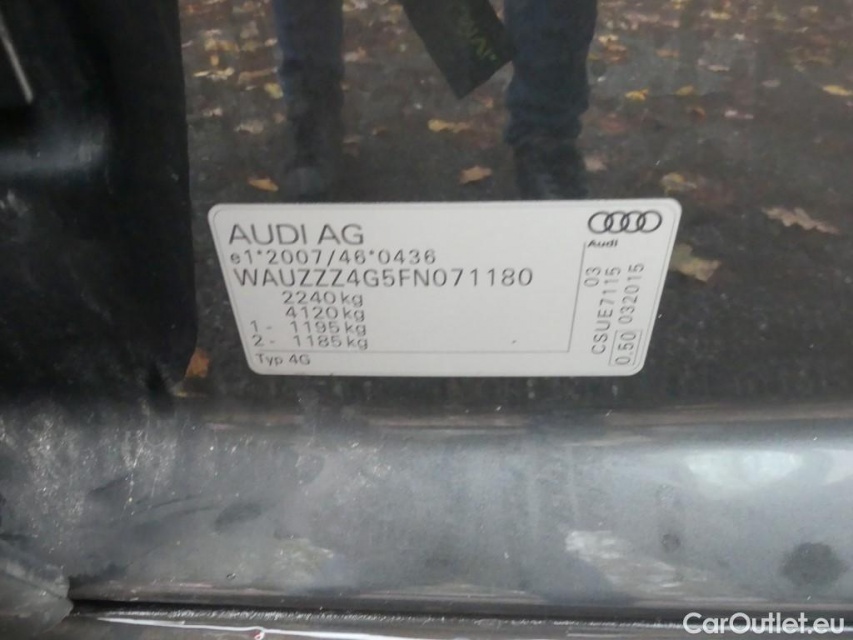 AUDI AG
e1*2007/46*0436
WAUZZZ4G5FN071180
2240 kg
4120 kg
1 - 1195 kg
2 - 1185 kg
Typ 4G
Audi
CSUE7115 03
0.50 032015
CarOutlet.eu